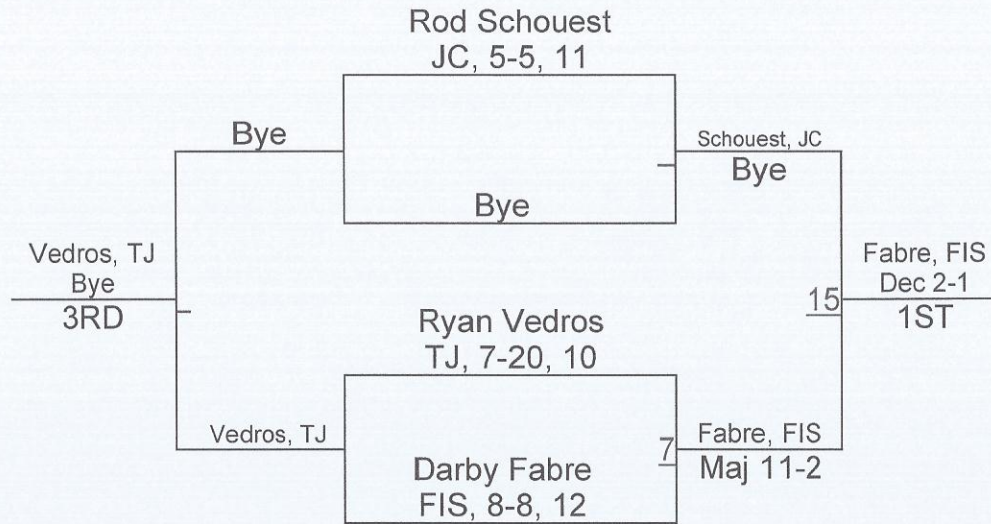 Rod Schouest
JC, 5-5, 11
Bye
Schouest, JC
Bye
Bye
Vedros, TJ
Bye
3RD
Fabre, FIS
Dec 2-1
1ST
15
Ryan Vedros
TJ, 7-20, 10
Vedros, TJ
7
Fabre, FIS
Maj 11-2
Darby Fabre
FIS, 8-8, 12